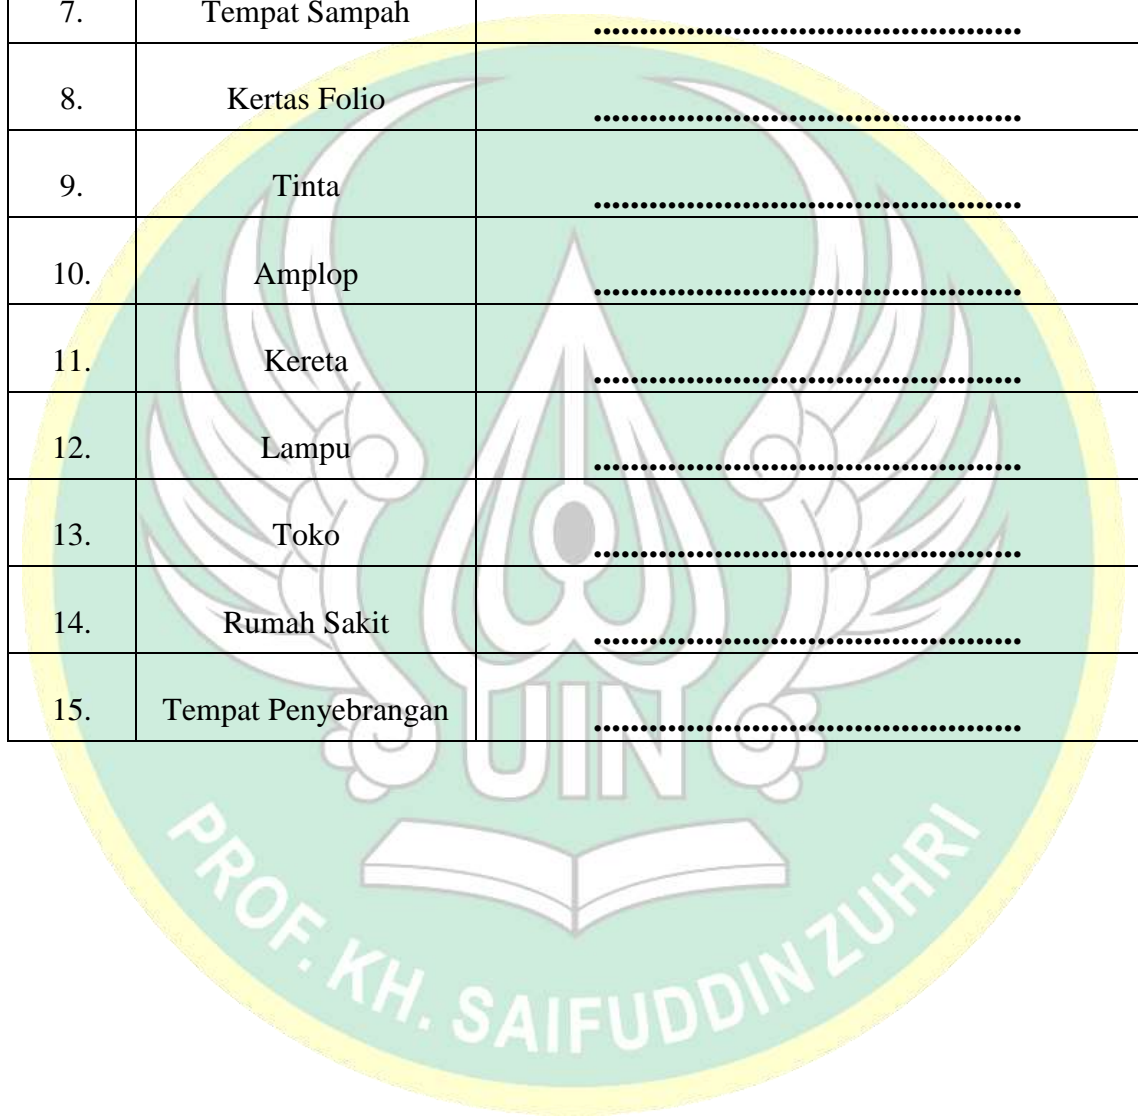 7. Tempat Sampah ..............................................
8. Kertas Folio ..............................................
9. Tinta ..............................................
10. Amplop ..............................................
11. Kereta ..............................................
12. Lampu ..............................................
13. Toko ..............................................
14. Rumah Sakit ..............................................
15. Tempat Penyebrangan ..............................................
UIN
PROF. KH. SAIFUDDIN ZUHRI